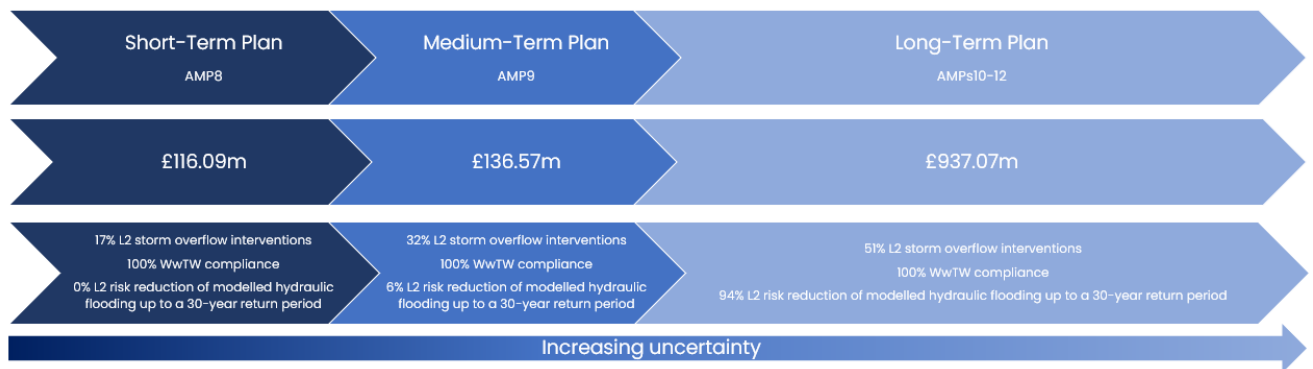 Short-Term Plan
AMP8
Medium-Term Plan
AMP9
Long-Term Plan
AMPs10-12
£116.09m
£136.57m
£937.07m
17% L2 storm overflow interventions
100% WwTW compliance
0% L2 risk reduction of modelled hydraulic
flooding up to a 30-year return period
32% L2 storm overflow interventions
100% WwTW compliance
6% L2 risk reduction of modelled hydraulic
flooding up to a 30-year return period
51% L2 storm overflow interventions
100% WwTW compliance
94% L2 risk reduction of modelled hydraulic flooding up to a 30-year return period
Increasing uncertainty